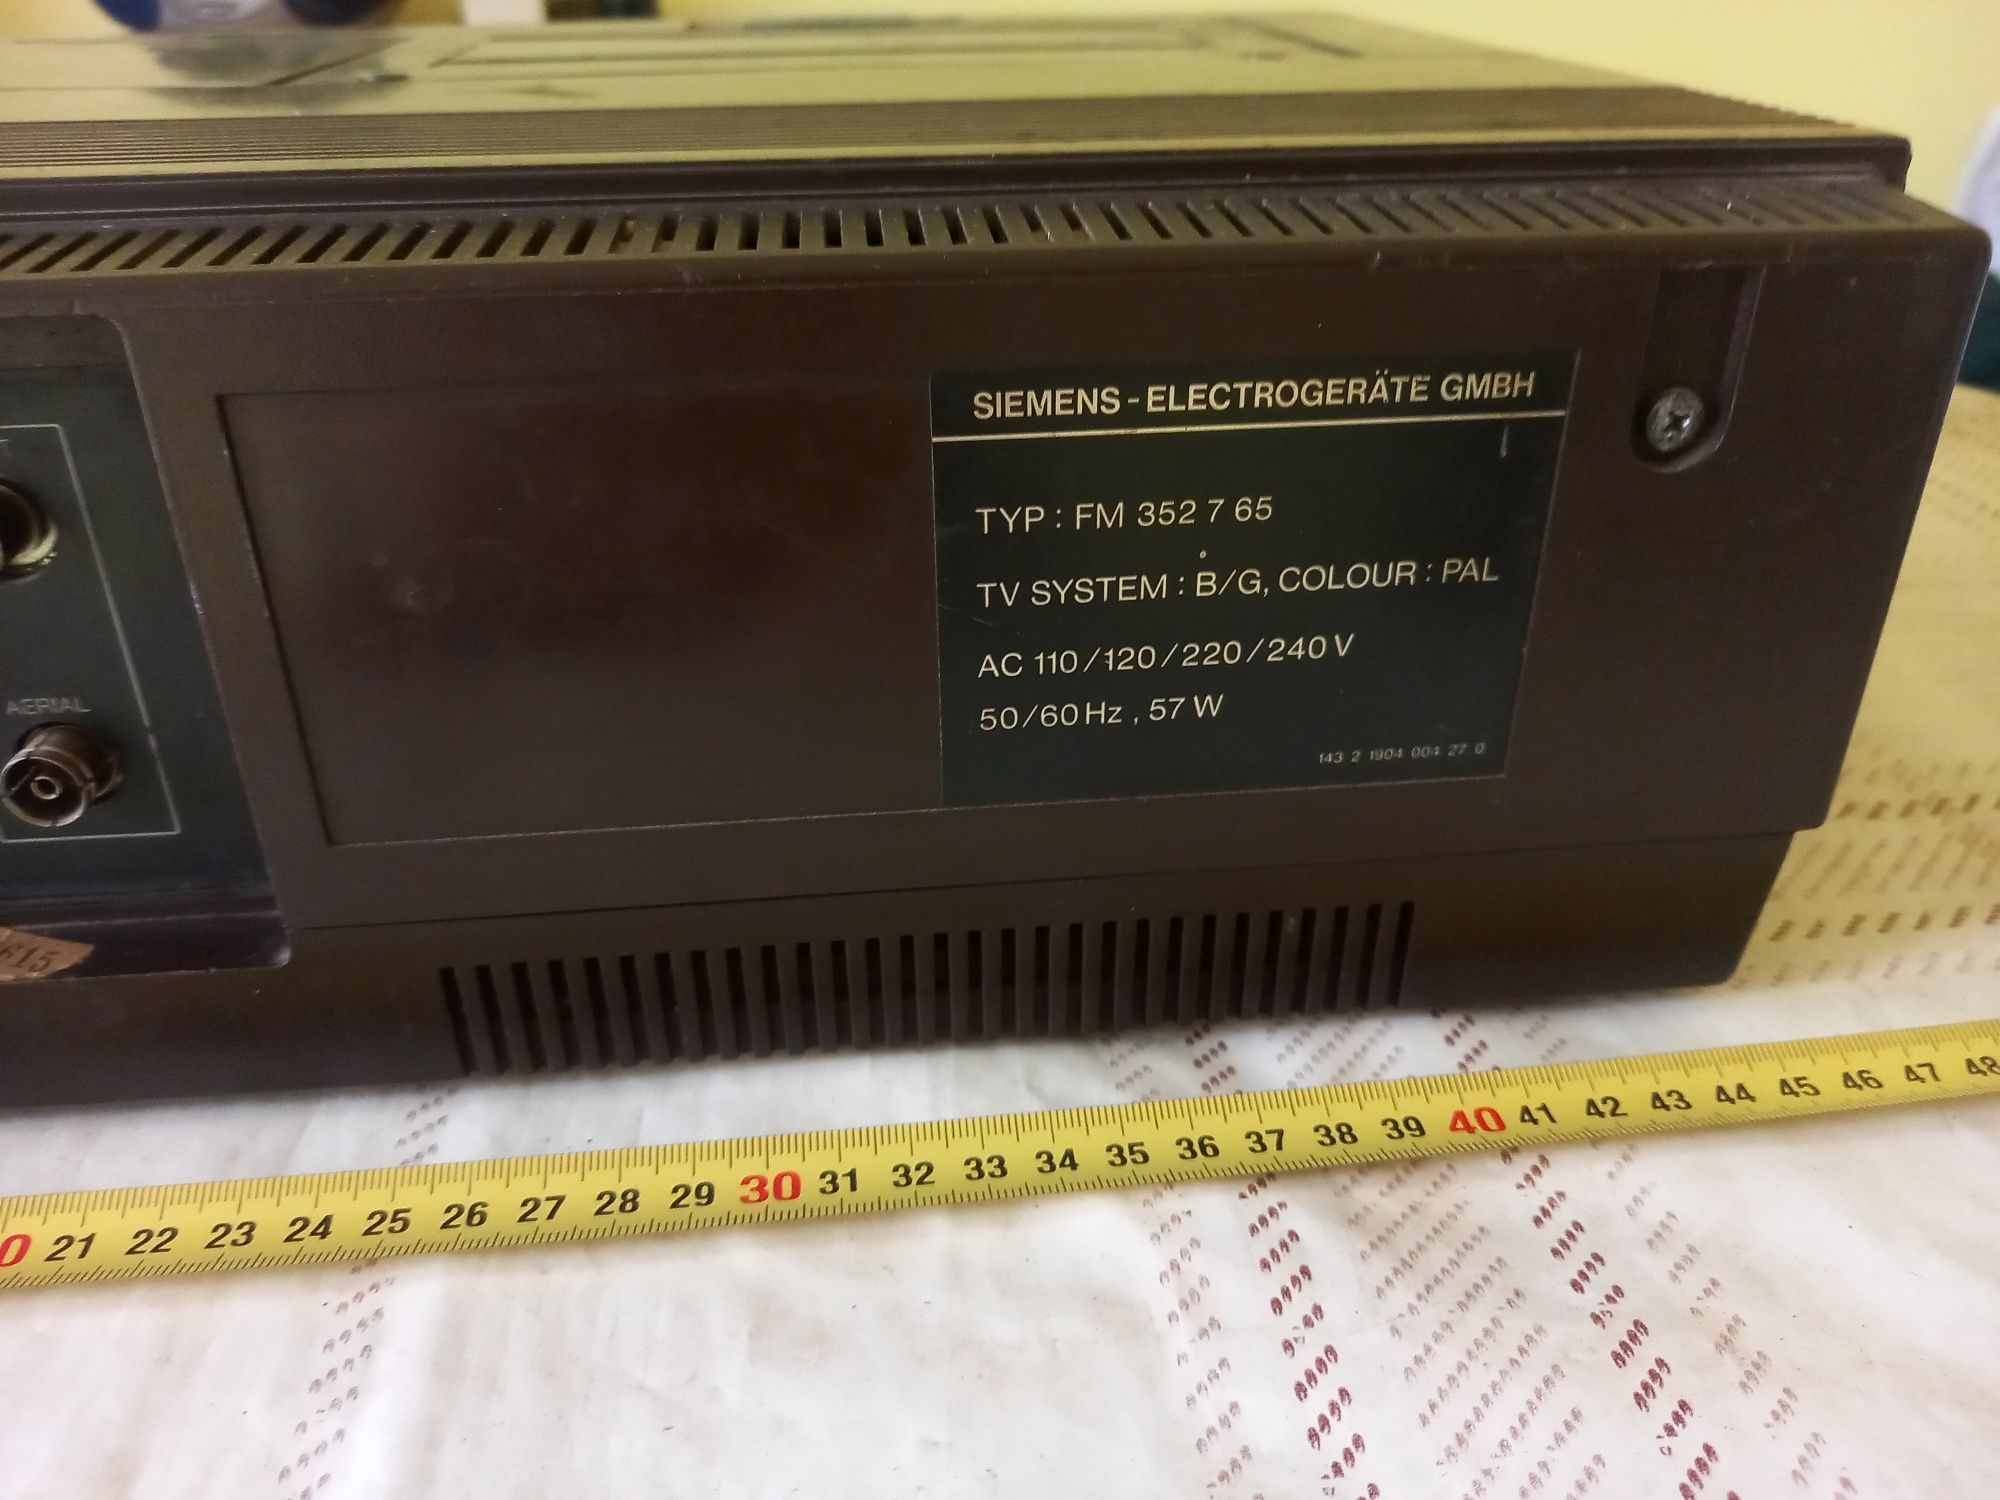 SIEMENS - ELECTROGERÄTE GMBH
TYP : FM 352 7 65
TV SYSTEM : B/G, COLOUR : PAL
AC 110/120/220/240 V
50/60 Hz , 57 W
143 2 1904 004 27 0
AERIAL
615
0 21 22 23 24 25 26 27 28 29 30 31 32 33 34 35 36 37 38 39 40 41 42 43 44 45 46 47 48